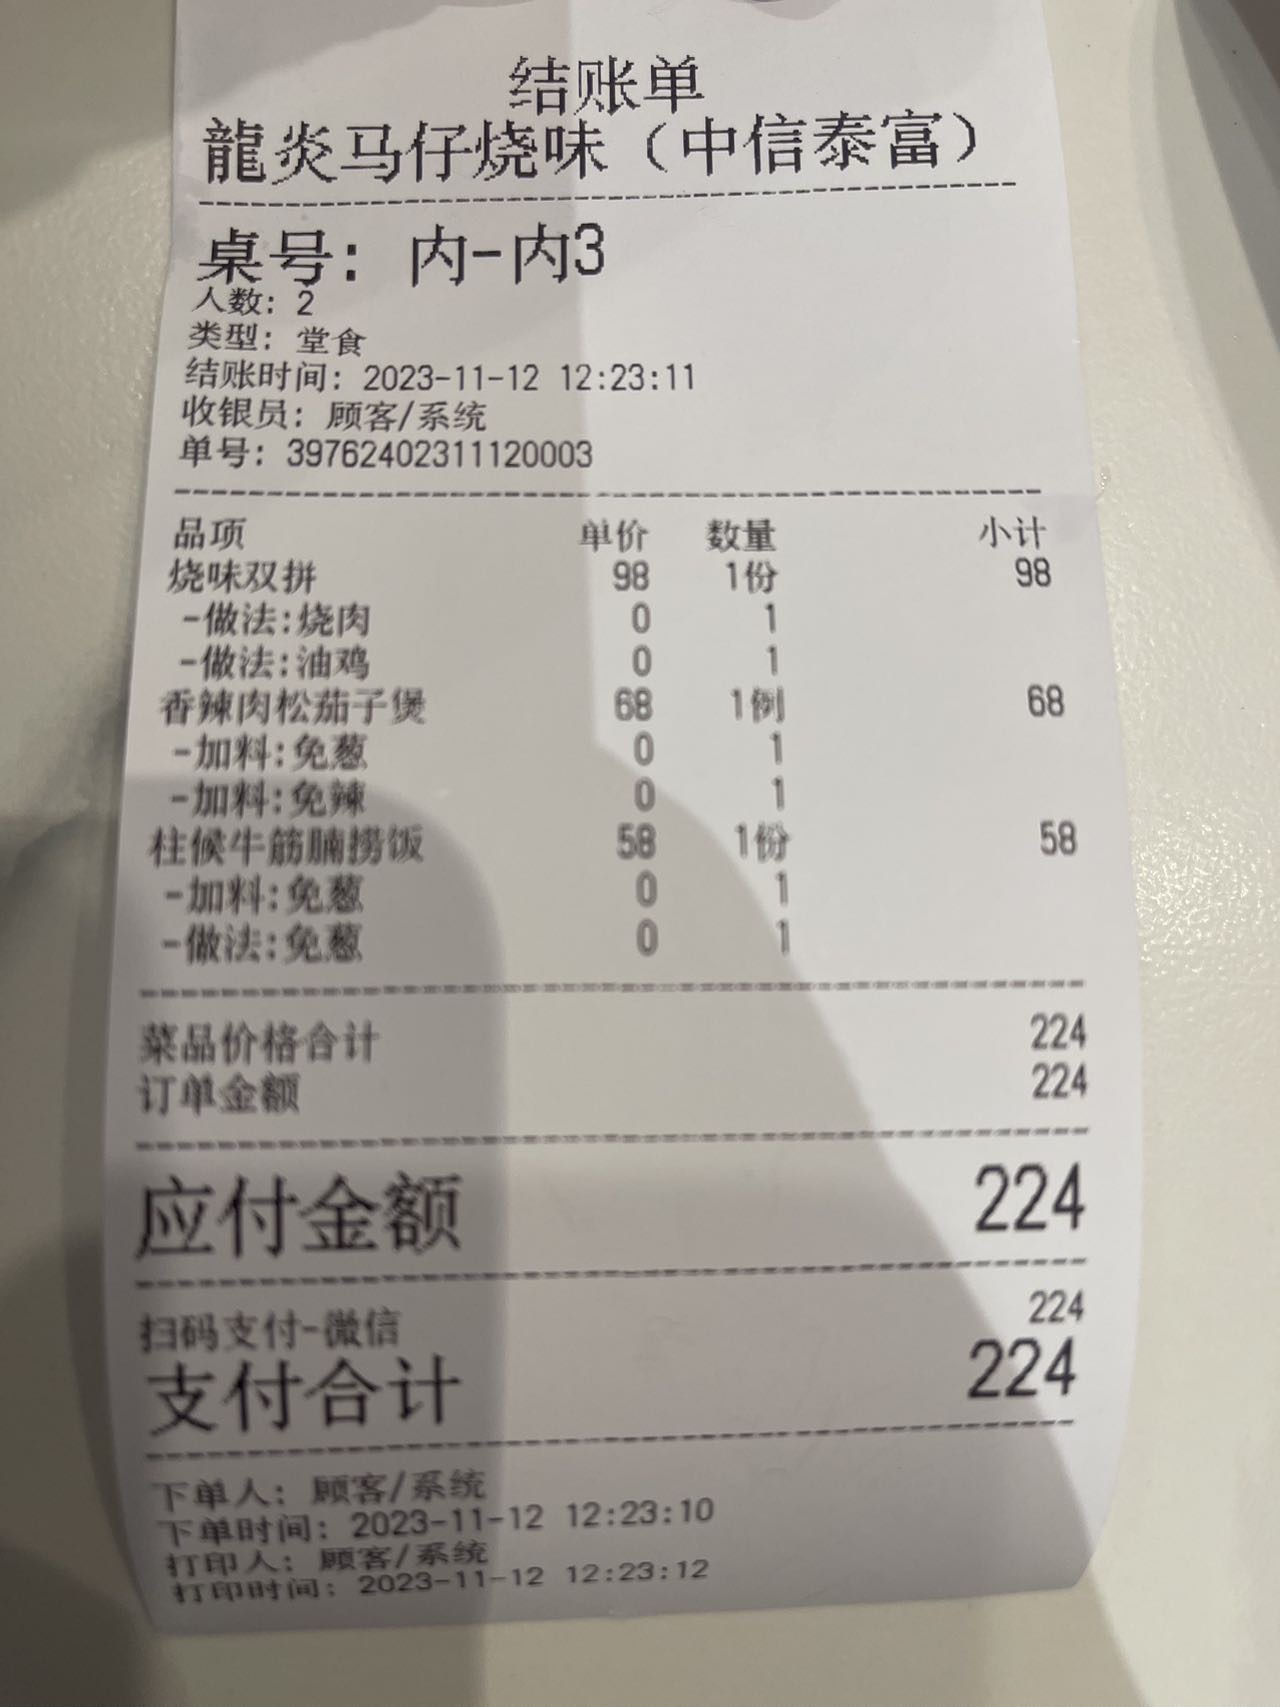 结账单
龍炎马仔烧味（中信泰富）
桌号：内-内3
人数：2
类型：堂食
结账时间：2023-11-12 12:23:11
收银员：顾客/系统
单号：39762402311120003
品项 单价 数量 小计
烧味双拼 98 1份 98
-做法:烧肉 0 1
-做法:油鸡 0 1
香辣肉松茄子煲 68 1例 68
-加料:免葱 0 1
-加料:免辣 0 1
柱候牛筋腩捞饭 58 1份 58
-加料:免葱 0 1
-做法:免葱 0 1
菜品价格合计 224
订单金额 224
应付金额 224
扫码支付-微信 224
支付合计 224
下单人：顾客/系统
下单时间：2023-11-12 12:23:10
打印人：顾客/系统
打印时间：2023-11-12 12:23:12